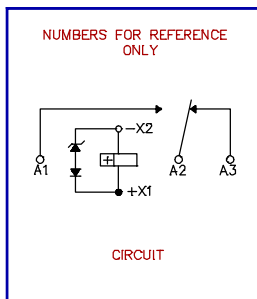 NUMBERS FOR REFERENCE
ONLY
-X2
+
A1
A2
A3
+X1
CIRCUIT